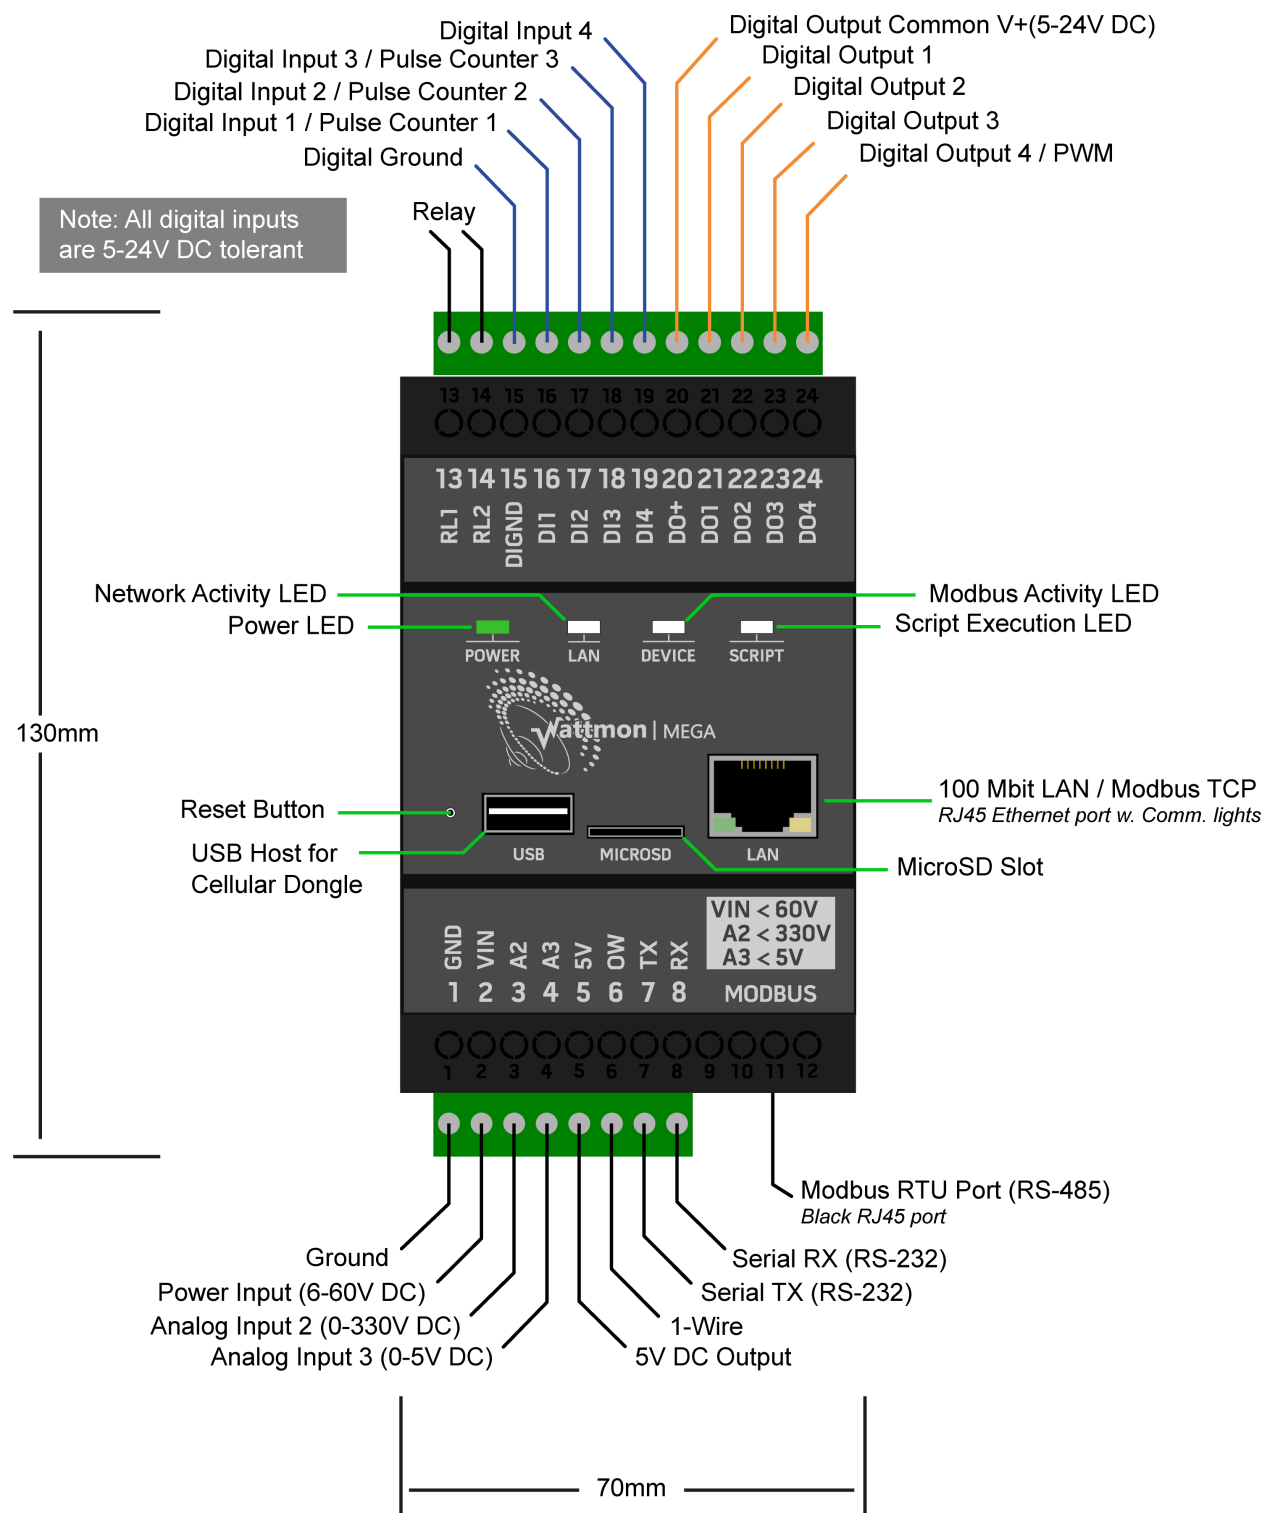 Digital Input 4
Digital Input 3 / Pulse Counter 3
Digital Input 2 / Pulse Counter 2
Digital Input 1 / Pulse Counter 1
Digital Ground
Relay
Digital Output Common V+(5-24V DC)
Digital Output 1
Digital Output 2
Digital Output 3
Digital Output 4 / PWM
Note: All digital inputs
are 5-24V DC tolerant
13 14 15 16 17 18 19 20 21 22 23 24
13 14 15 16 17 18 19 20 21 22 23 24
RL1 RL2 DIGND DI1 DI2 DI3 DI4 DO+ DO1 DO2 DO3 DO4
Network Activity LED
Power LED
Modbus Activity LED
Script Execution LED
POWER LAN DEVICE SCRIPT
Wattmon | MEGA
130mm
Reset Button
USB Host for
Cellular Dongle
100 Mbit LAN / Modbus TCP
RJ45 Ethernet port w. Comm. lights
MicroSD Slot
USB MICROSD LAN
VIN < 60V
A2 < 330V
A3 < 5V
GND VIN A2 A3 5V OW TX RX
1 2 3 4 5 6 7 8 MODBUS
1 2 3 4 5 6 7 8 9 10 11 12
Modbus RTU Port (RS-485)
Black RJ45 port
Ground
Power Input (6-60V DC)
Analog Input 2 (0-330V DC)
Analog Input 3 (0-5V DC)
Serial RX (RS-232)
Serial TX (RS-232)
1-Wire
5V DC Output
70mm